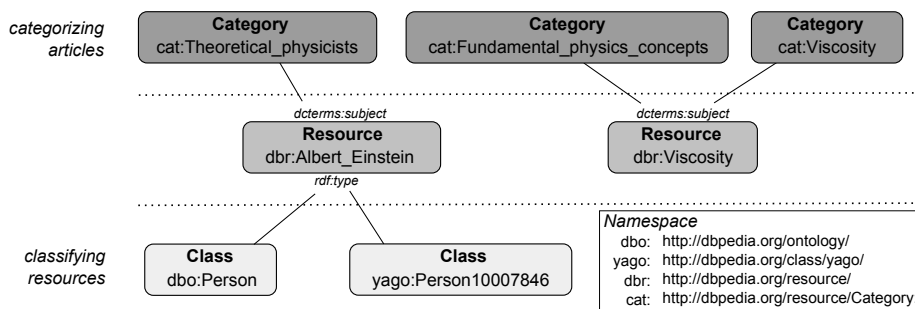 categorizing
articles
Category
cat:Theoretical_physicists
Category
cat:Fundamental_physics_concepts
Category
cat:Viscosity
dcterms:subject
dcterms:subject
Resource
dbr:Albert_Einstein
Resource
dbr:Viscosity
rdf:type
classifying
resources
Class
dbo:Person
Class
yago:Person10007846
Namespace
dbo: http://dbpedia.org/ontology/
yago: http://dbpedia.org/class/yago/
dbr: http://dbpedia.org/resource/
cat: http://dbpedia.org/resource/Category: